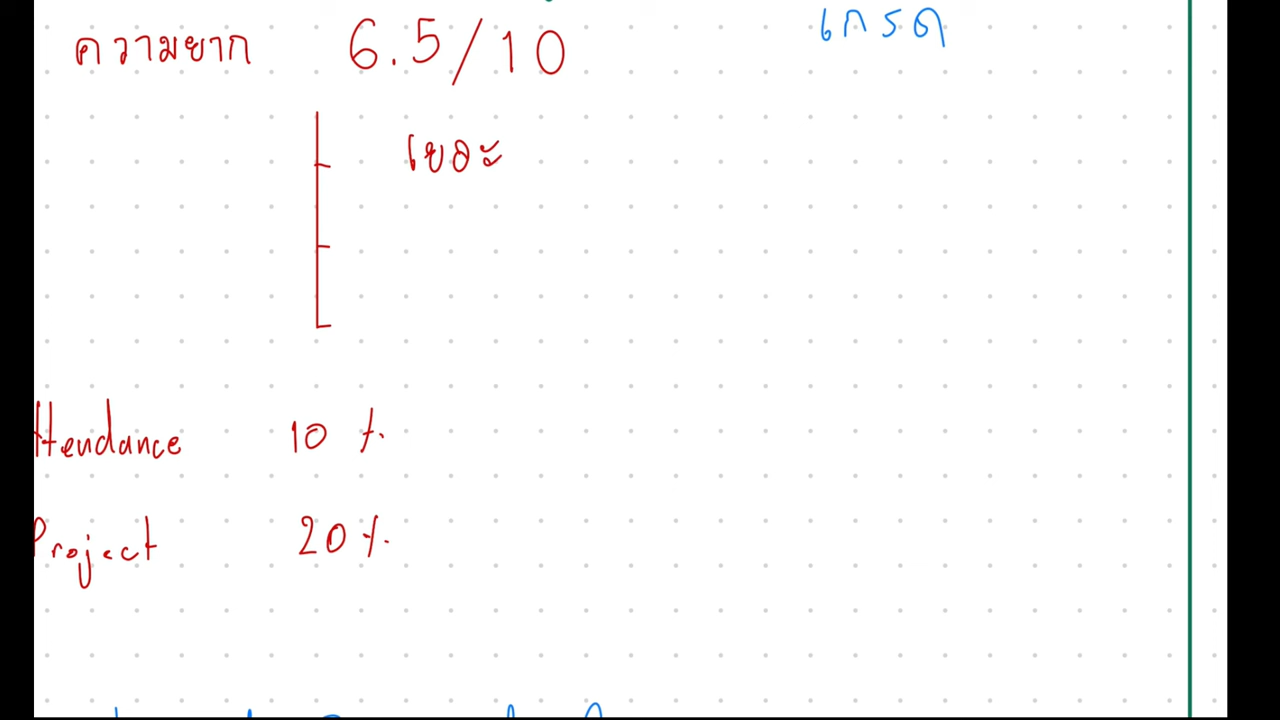 ความยาก 6.5/10 เกรด
เยอะ
Attendance 10 %
Project 20 %